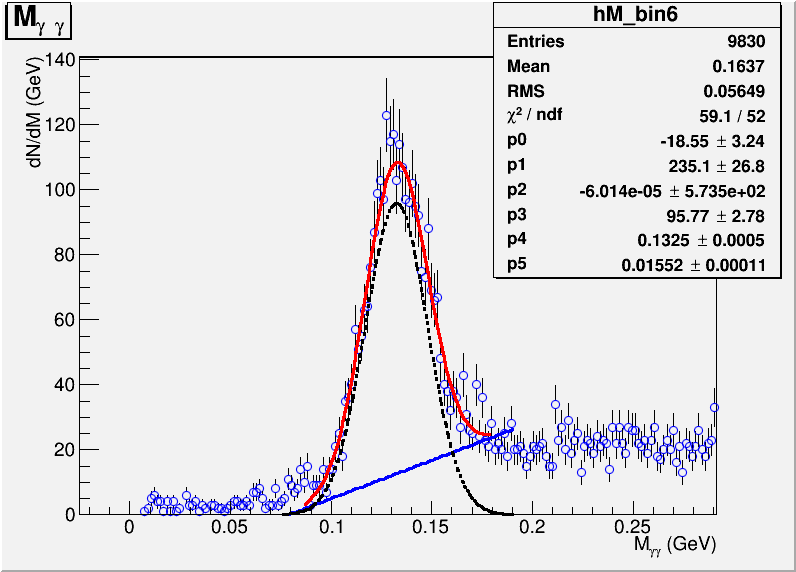 M_γ γ
hM_bin6
Entries 9830
Mean 0.1637
RMS 0.05649
χ² / ndf 59.1 / 52
p0 -18.55 ± 3.24
p1 235.1 ± 26.8
p2 -6.014e-05 ± 5.735e+02
p3 95.77 ± 2.78
p4 0.1325 ± 0.0005
p5 0.01552 ± 0.00011
dN/dM (GeV)
140
120
100
80
60
40
20
0
0 0.05 0.1 0.15 0.2 0.25
M_γγ (GeV)